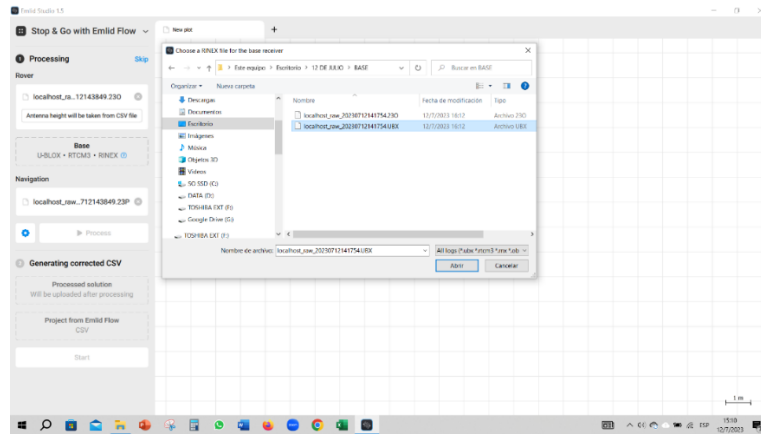 Emlid Studio 1.5
Stop & Go with Emlid Flow
New plot
+
Processing
Skip
Rover
localhost_ra...12143849.23O
Antenna height will be taken from CSV file
Base
U-BLOX • RTCM3 • RINEX
Navigation
localhost_raw...712143849.23P
Process
Generating corrected CSV
Processed solution
Will be uploaded after processing
Project from Emlid Flow
CSV
Start
Choose a RINEX file for the base receiver
Este equipo > Escritorio > 12 DE JULIO > BASE
Buscar en BASE
Organizar
Nueva carpeta
Descargas
Documentos
Escritorio
Imágenes
Música
Objetos 3D
Vídeos
SO SSD (C:)
DATA (D:)
TOSHIBA EXT (F:)
Google Drive (G:)
TOSHIBA EXT (F:)
Nombre
Fecha de modificación
Tipo
localhost_raw_20230712141754.23O
12/7/2023 16:12
Archivo 23O
localhost_raw_20230712141754.UBX
12/7/2023 16:12
Archivo UBX
Nombre de archivo:
localhost_raw_20230712141754.UBX
All logs (*.ubx *.rtcm3 *.rnx *.ob
Abrir
Cancelar
1 m
ESP
15:10
12/7/2023